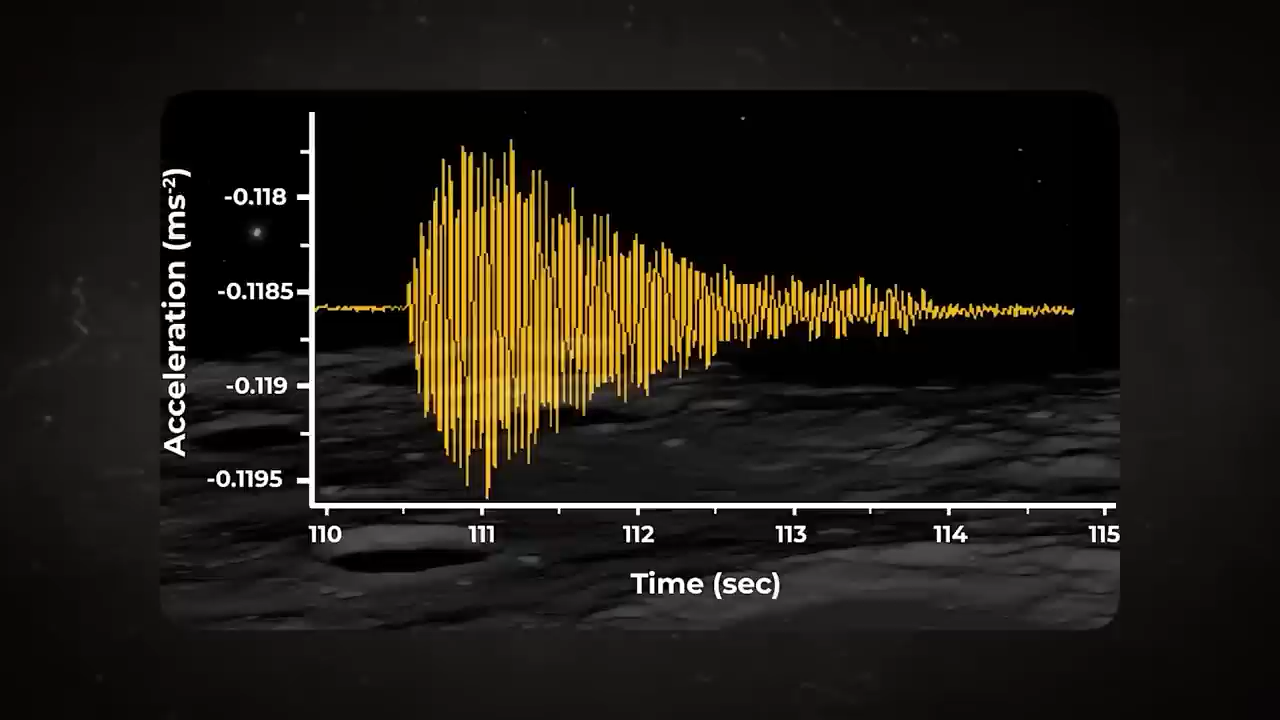 Acceleration (ms⁻²)
-0.118
-0.1185
-0.119
-0.1195
110 111 112 113 114 115
Time (sec)